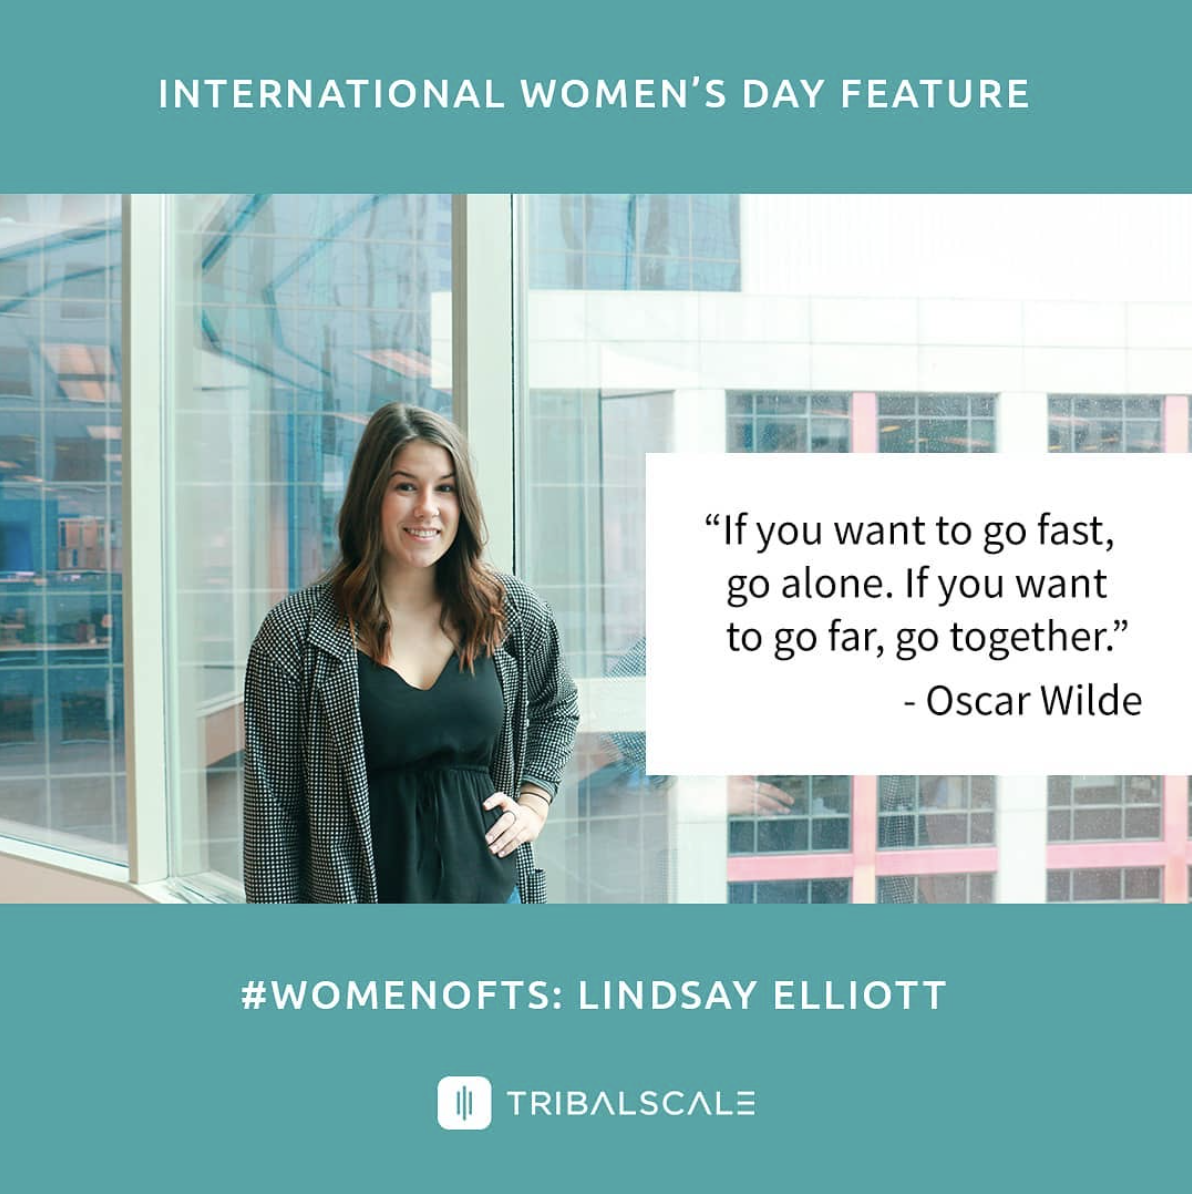 INTERNATIONAL WOMEN’S DAY FEATURE
“If you want to go fast,
go alone. If you want
to go far, go together.”
- Oscar Wilde
#WOMENOFTS: LINDSAY ELLIOTT
TRIBALSCALE